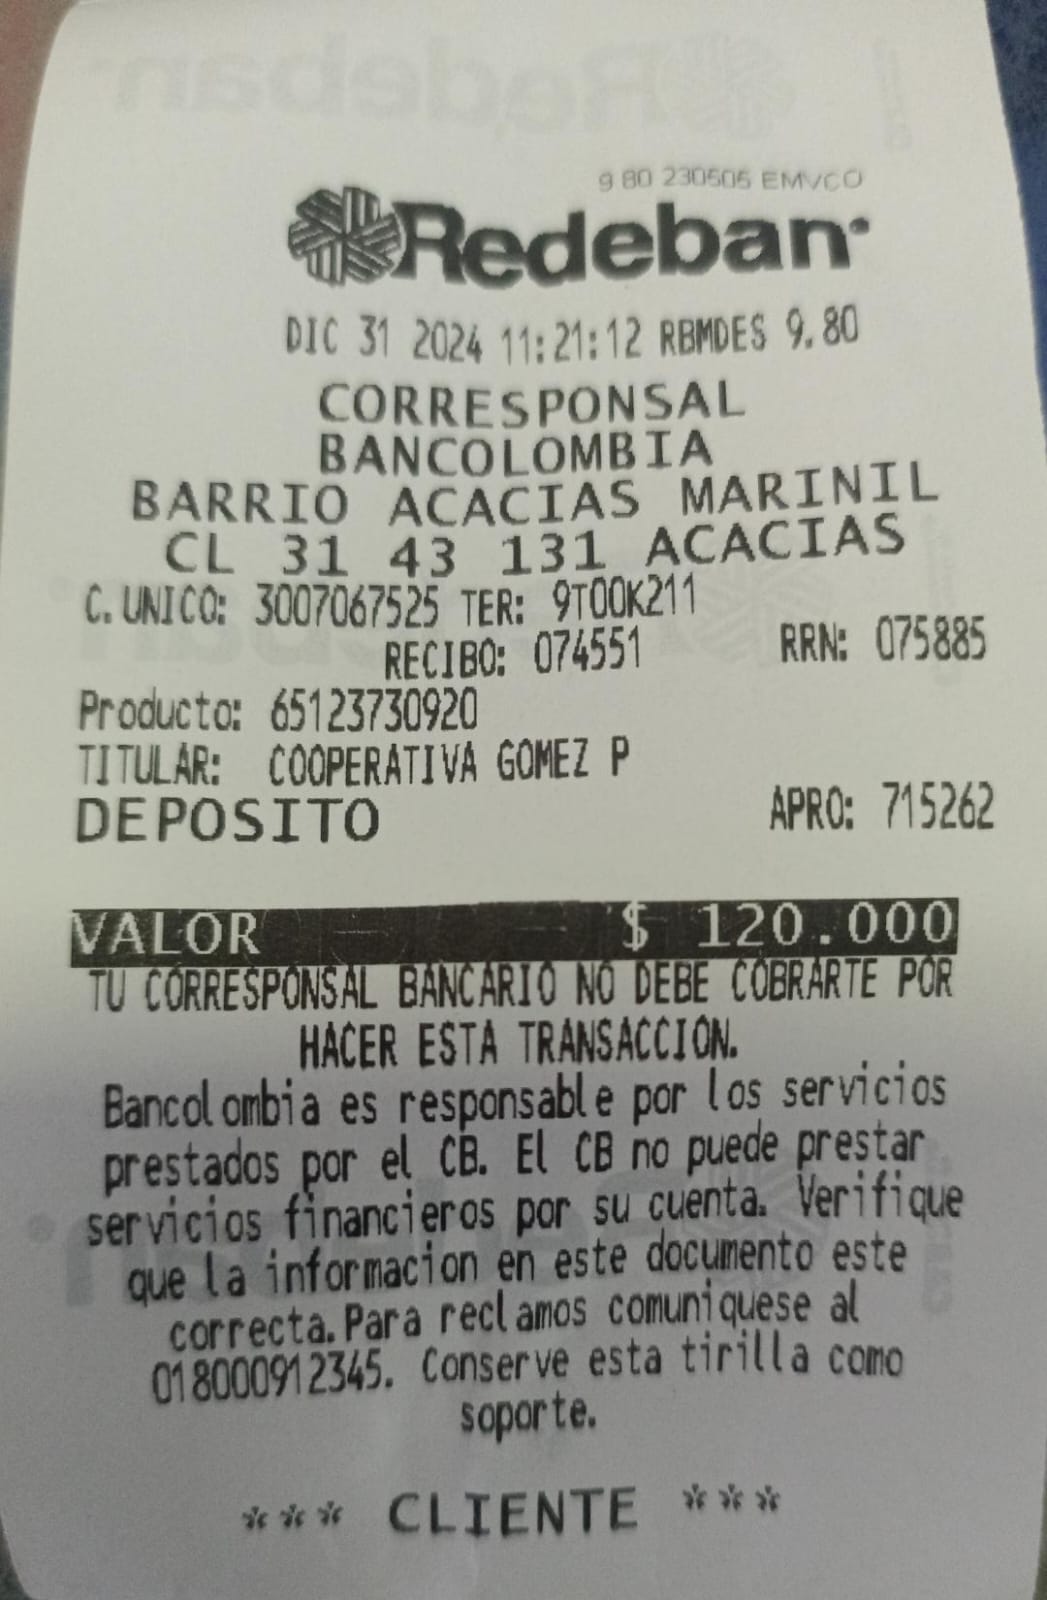 9 80 230505 EMVCO
Redeban
DIC 31 2024 11:21:12 RBMDES 9.80
CORRESPONSAL
BANCOLOMBIA
BARRIO ACACIAS MARINIL
CL 31 43 131 ACACIAS
C. UNICO: 3007067525 TER: 9T00K211
RECIBO: 074551 RRN: 075885
Producto: 65123730920
TITULAR: COOPERATIVA GOMEZ P
DEPOSITO APRO: 715262
VALOR $ 120.000
TU CORRESPONSAL BANCARIO NO DEBE COBRARTE POR
HACER ESTA TRANSACCION.
Bancolombia es responsable por los servicios
prestados por el CB. El CB no puede prestar
servicios financieros por su cuenta. Verifique
que la informacion en este documento este
correcta. Para reclamos comuniquese al
018000912345. Conserve esta tirilla como
soporte.
*** CLIENTE ***